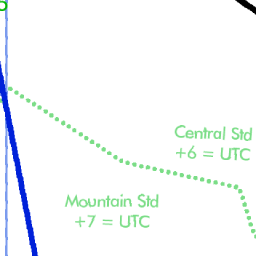 Central Std
+6 = UTC
Mountain Std
+7 = UTC